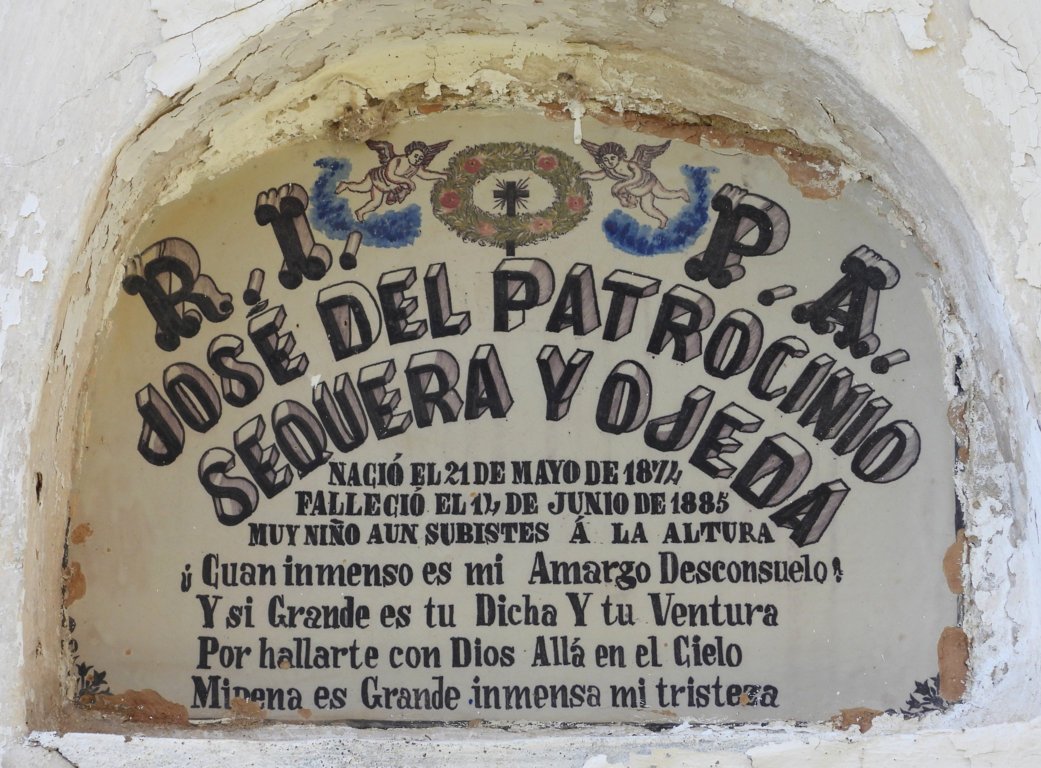 R. I. P. A.
JOSÉ DEL PATROCINIO
SEQUERA Y OJEDA
NACIÓ EL 21 DE MAYO DE 1874
FALLECIÓ EL 14 DE JUNIO DE 1885
MUY NIÑO AUN SUBISTES Á LA ALTURA
¡Cuan inmenso es mi Amargo Desconsuelo!
Y si Grande es tu Dicha Y tu Ventura
Por hallarte con Dios Allá en el Cielo
Mi pena es Grande inmensa mi tristeza